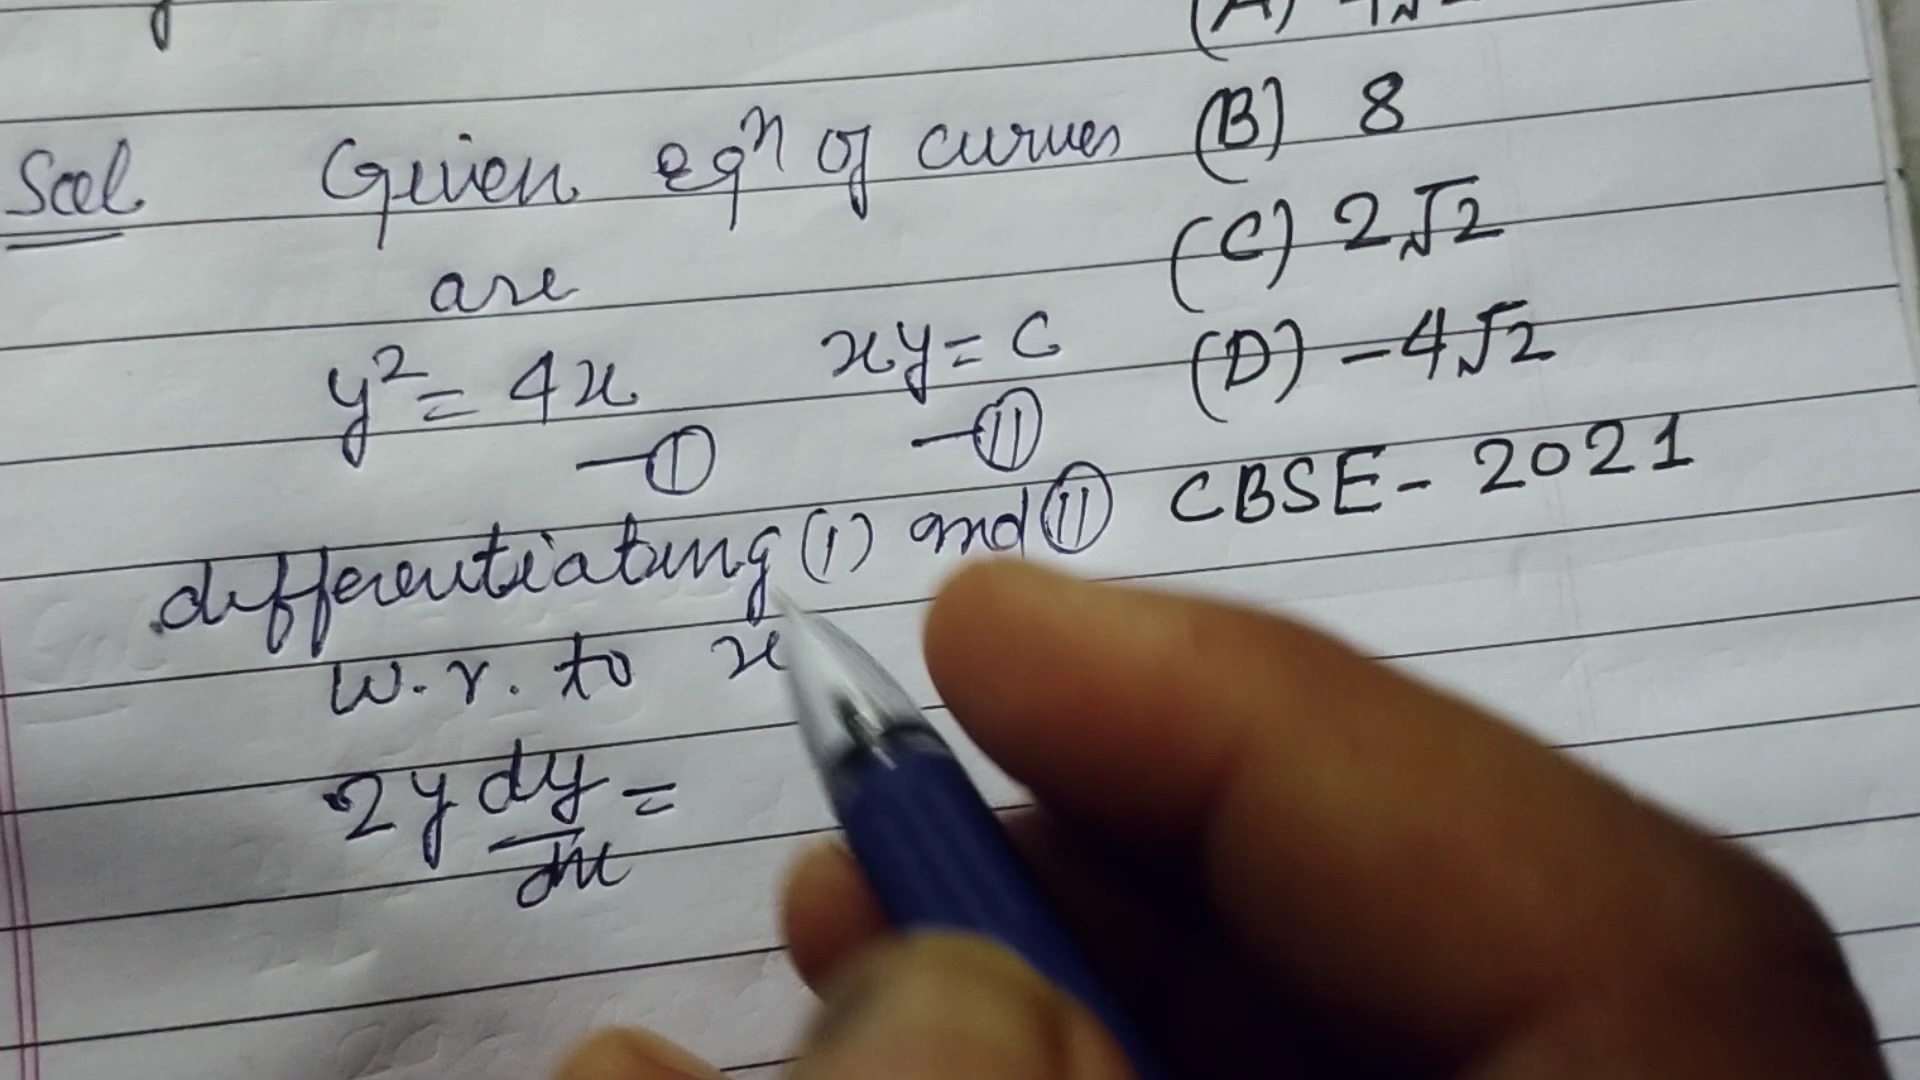 (B) 8
Sol. Given eqⁿ of curves
(C) 2√2
are
y² = 4x xy = c
(D) -4√2
—(I) —(II)
CBSE - 2021
differentiating (1) and (II)
w.r. to x
2y dy/dx =